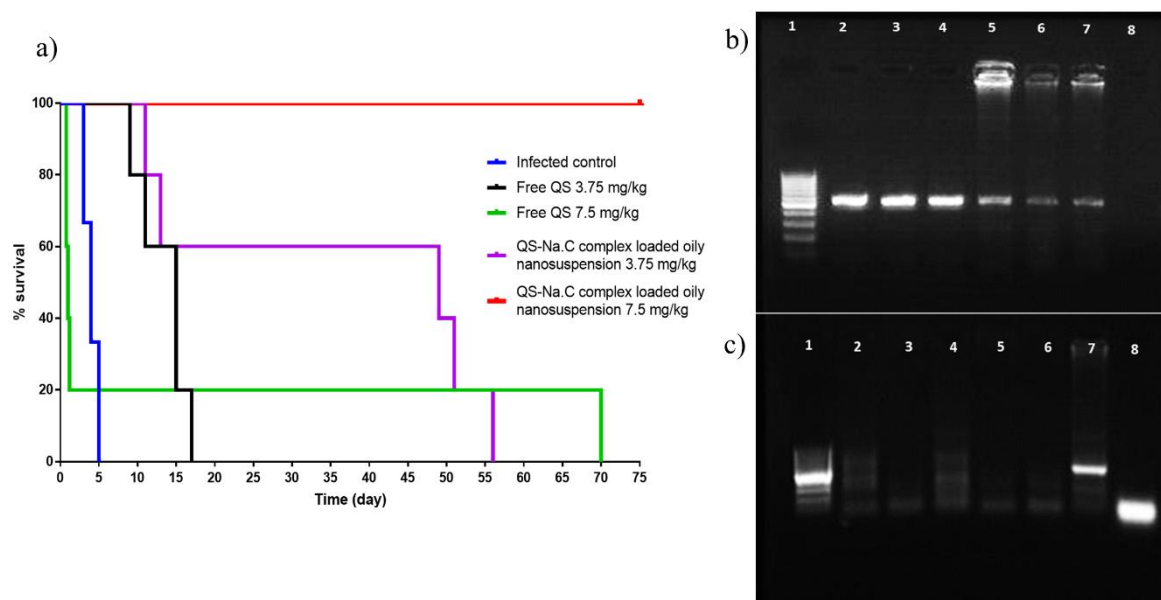 a)
100
80
60
40
20
0
% survival
0 5 10 15 20 25 30 35 40 45 50 55 60 65 70 75
Time (day)
Infected control
Free QS 3.75 mg/kg
Free QS 7.5 mg/kg
QS-Na.C complex loaded oily
nanosuspension 3.75 mg/kg
QS-Na.C complex loaded oily
nanosuspension 7.5 mg/kg
b)
1 2 3 4 5 6 7 8
c)
1 2 3 4 5 6 7 8